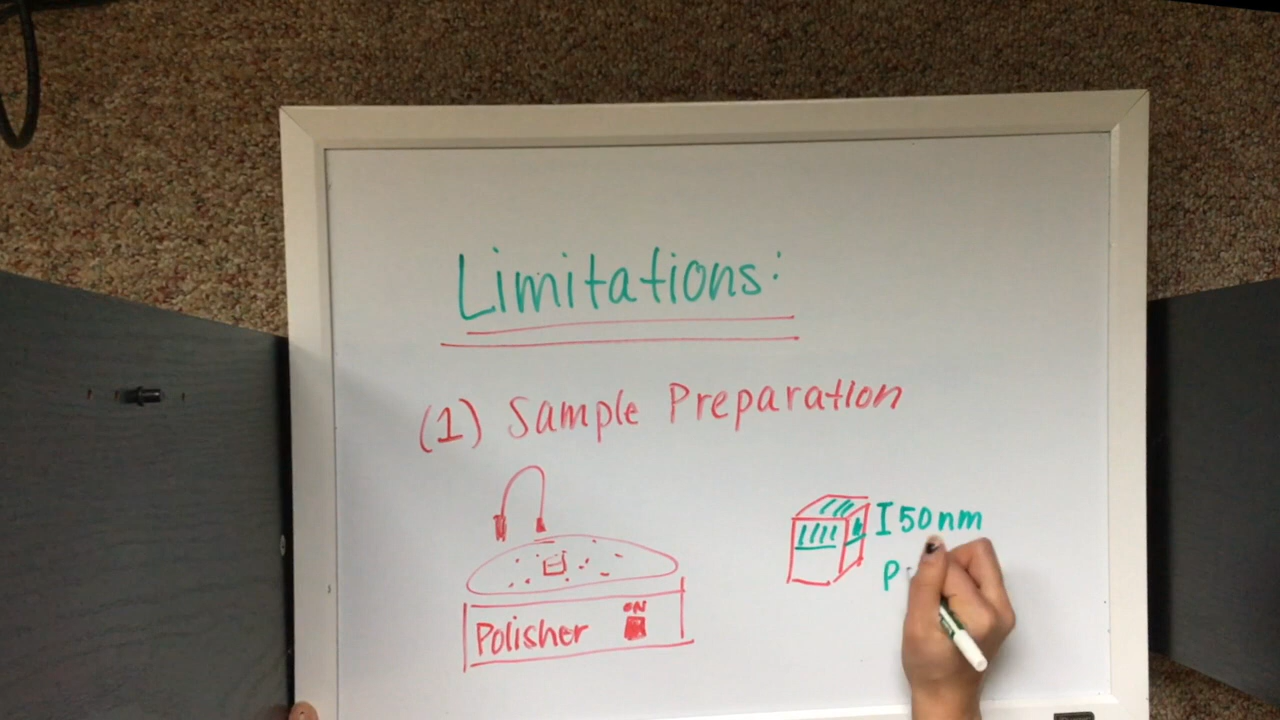 Limitations:
(1) Sample Preparation
50nm
P
ON
Polisher